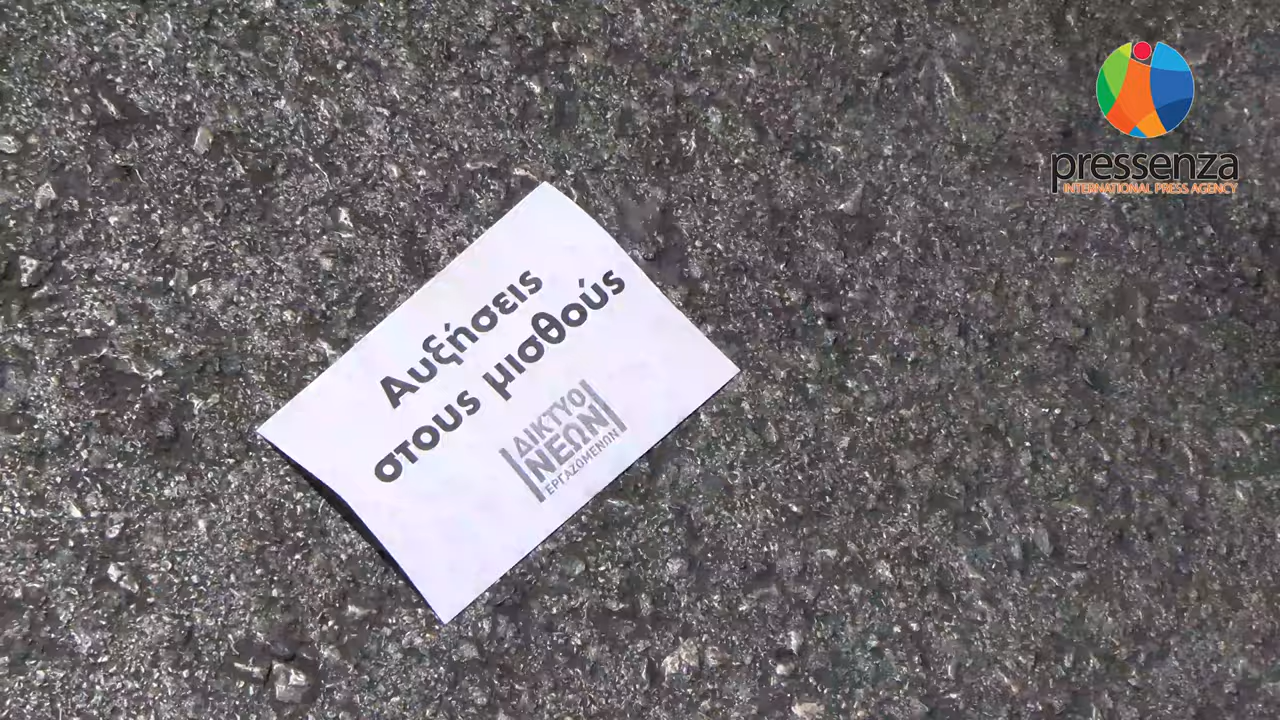 pressenza
INTERNATIONAL PRESS AGENCY
Αυξήσεις
στους μισθούς
ΔΙΚΤΥΟ
ΝΕΩΝ
ΕΡΓΑΖΟΜΕΝΩΝ